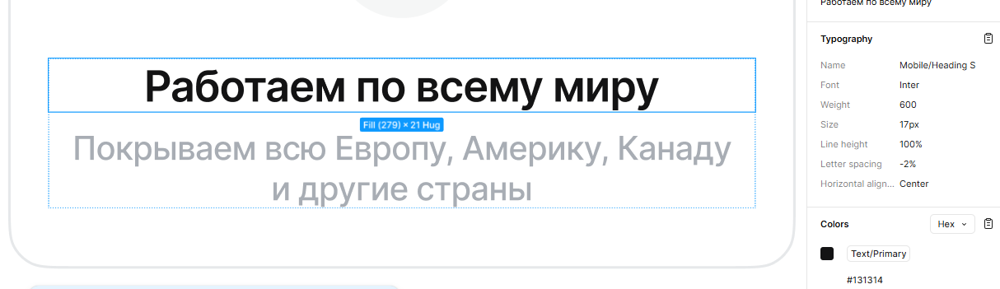 Работаем по всему миру
Fill (279) × 21 Hug
Покрываем всю Европу, Америку, Канаду
и другие страны
Работаем по всему миру
Typography
Name Mobile/Heading S
Font Inter
Weight 600
Size 17px
Line height 100%
Letter spacing -2%
Horizontal align... Center
Colors Hex
Text/Primary
#131314